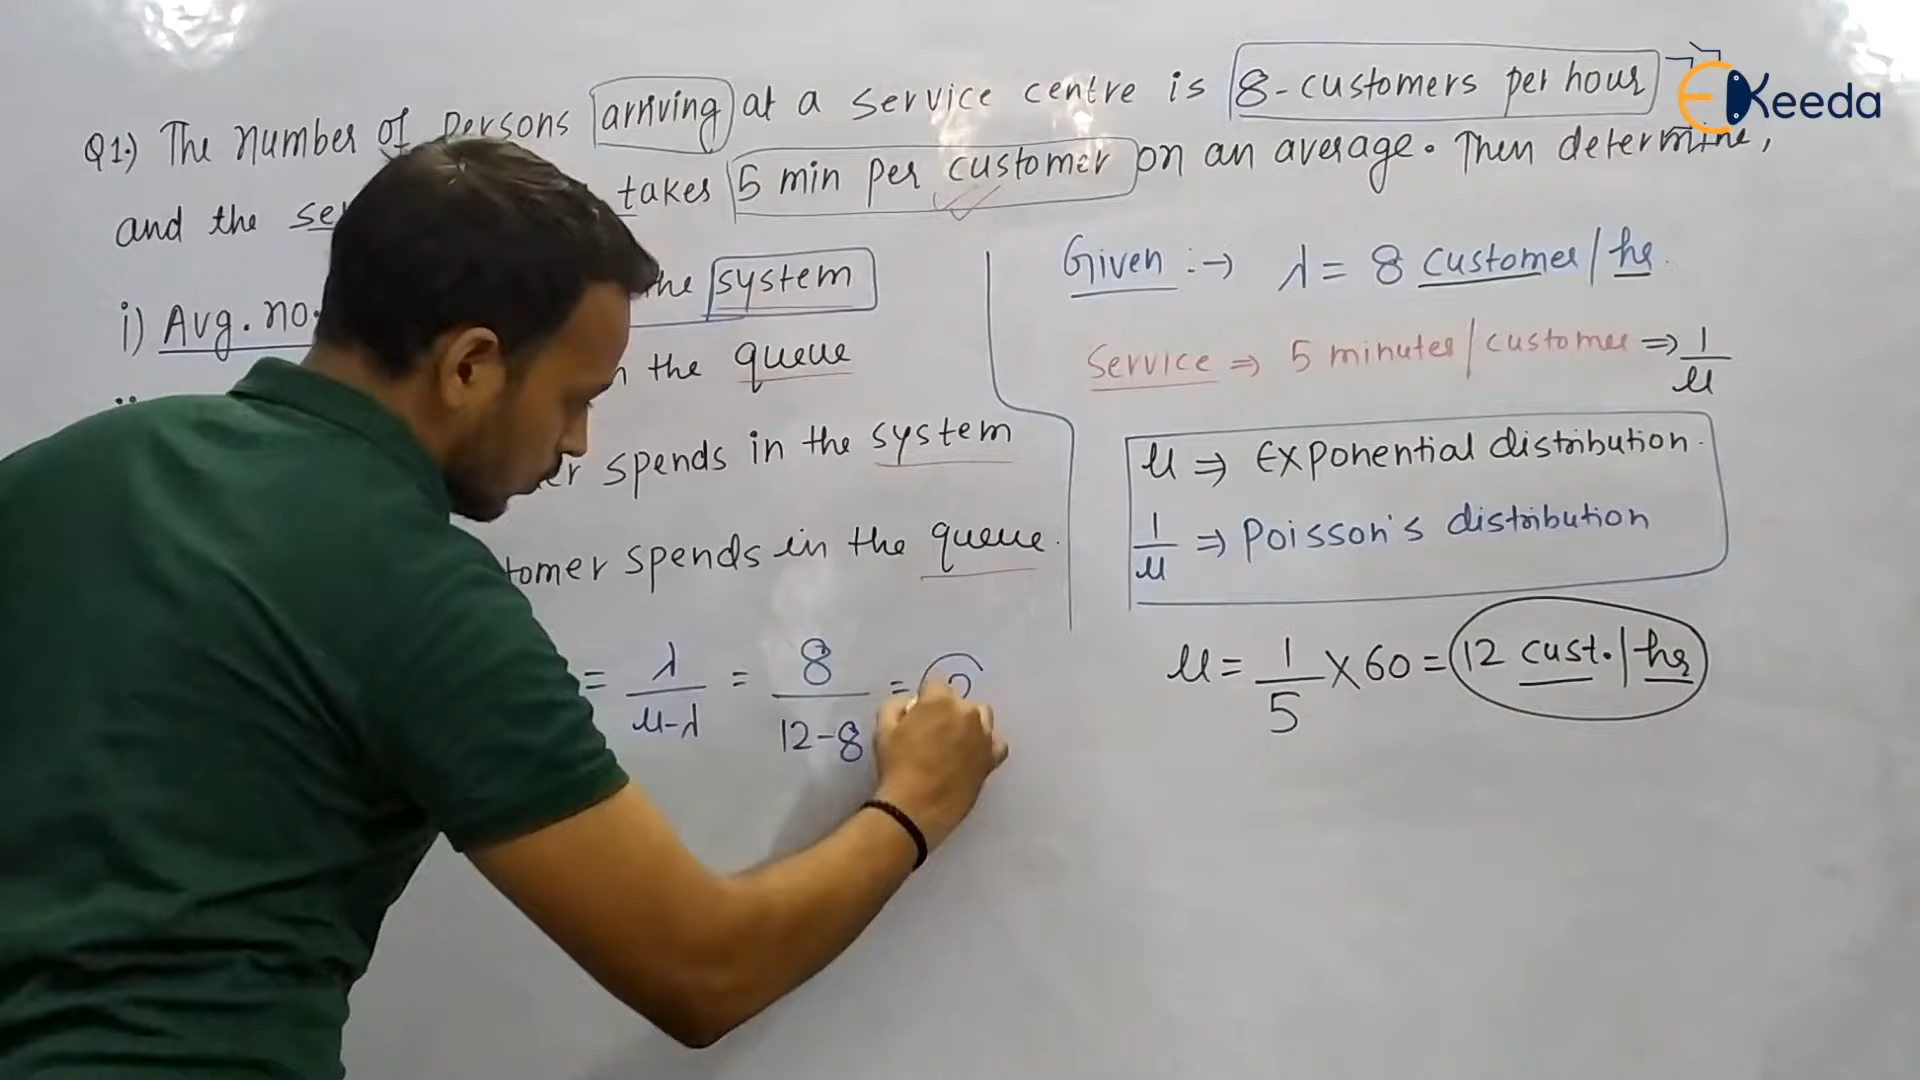 Q1:) The number of persons arriving at a service centre is 8-customers per hour
and the takes 5 min per customer on an average. Then determine,
i) Avg. no. the system
the queue
spends in the system
spends in the queue.
= λ/μ-λ = 8/12-8 =
Given :→ λ = 8 customer/hr.
Service ⇒ 5 minutes/customer ⇒ 1/μ
μ ⇒ Exponential distribution.
1/μ ⇒ Poisson's distribution
μ = 1/5 X 60 = 12 cust./hr
EKeeda